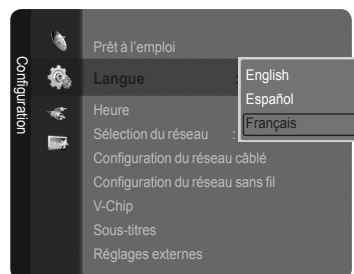 Configuration
Prêt à l'emploi
Langue :
English
Español
Français
Heure
Sélection du réseau :
Configuration du réseau câblé
Configuration du réseau sans fil
V-Chip
Sous-titres
Réglages externes